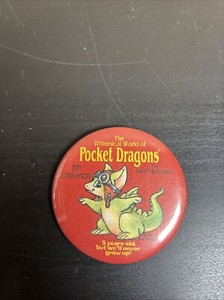 The
Whimsical World of
Pocket Dragons
5 years old
but we'll never
grow up!